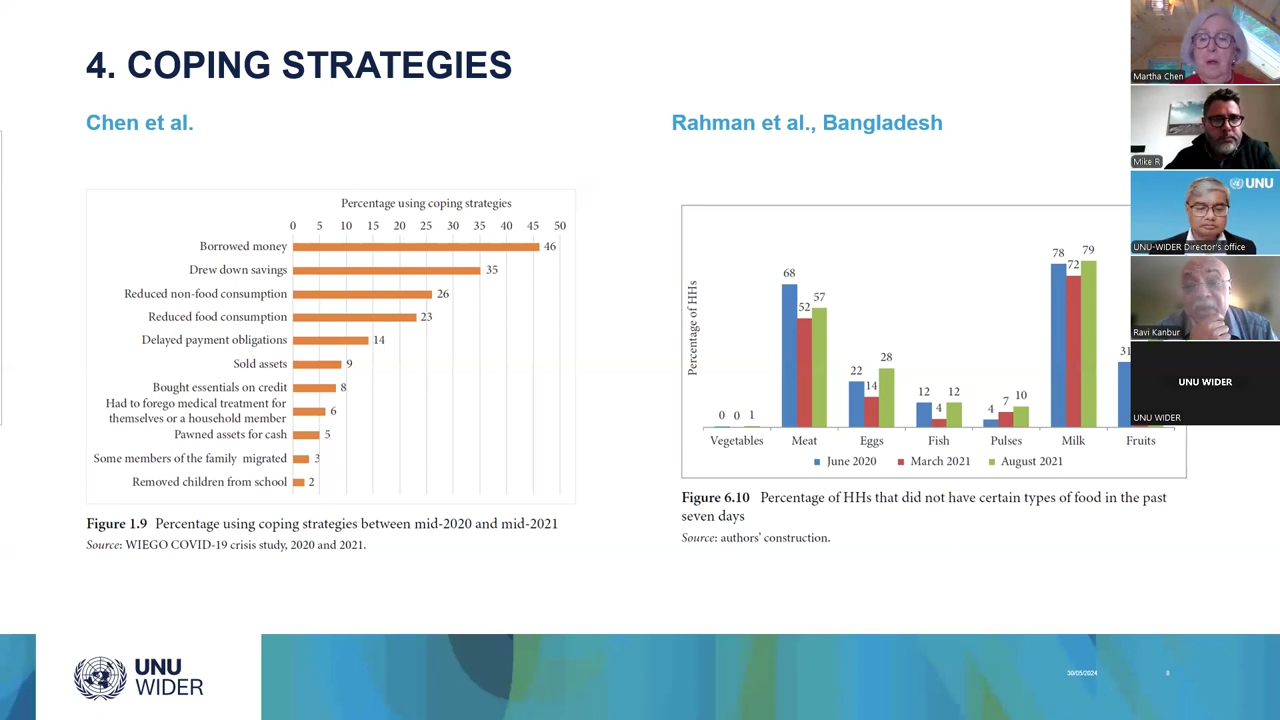 4. COPING STRATEGIES
Chen et al.
Rahman et al., Bangladesh
Percentage using coping strategies
0 5 10 15 20 25 30 35 40 45 50
Borrowed money 46
Drew down savings 35
Reduced non-food consumption 26
Reduced food consumption 23
Delayed payment obligations 14
Sold assets 9
Bought essentials on credit 8
Had to forego medical treatment for
themselves or a household member 6
Pawned assets for cash 5
Some members of the family migrated 3
Removed children from school 2
Figure 1.9 Percentage using coping strategies between mid-2020 and mid-2021
Source: WIEGO COVID-19 crisis study, 2020 and 2021.
Percentage of HHs
0 0 1
68 52 57
22 14 28
12 4 12
4 7 10
78 72 79
31
Vegetables Meat Eggs Fish Pulses Milk Fruits
June 2020 March 2021 August 2021
Figure 6.10 Percentage of HHs that did not have certain types of food in the past
seven days
Source: authors' construction.
Martha Chen
Mike R
UNU
UNU-WIDER Director's office
Ravi Kanbur
UNU WIDER
UNU WIDER
UNU
WIDER
30/05/2024
8